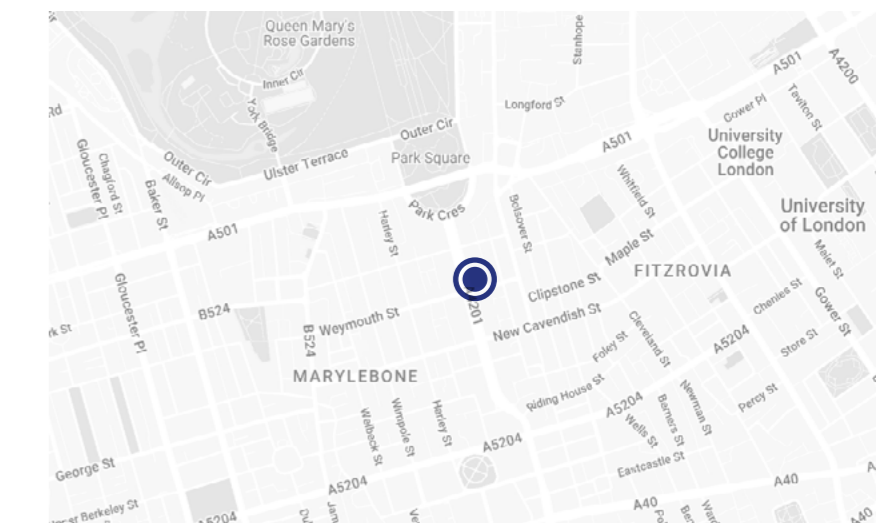 Queen Mary's
Rose Gardens
Stanhope
A501
A4200
Inner Cir
Longford St
Gower Pl
Taviton St
York Bridge
Outer Cir
A501
University
College
London
Gloucester Pl
Chagford St
Outer Cir
Ulster Terrace
Park Square
Allsop Pl
Baker St
Whitfield St
University
of London
Park Cres
Bolsover St
Harley St
A501
Maple St
Malet St
FITZROVIA
Clipstone St
Gloucester Pl
Chenies St
Gower St
B524
Weymouth St
New Cavendish St
B524
Foley St
Cleveland St
A5204
Store St
MARYLEBONE
Riding House St
Newman St
Percy St
A5204
Berners St
Wells St
Welbeck St
Wimpole St
Harley St
A5204
George St
Eastcastle St
A5204
A40
A40
A5204
A40